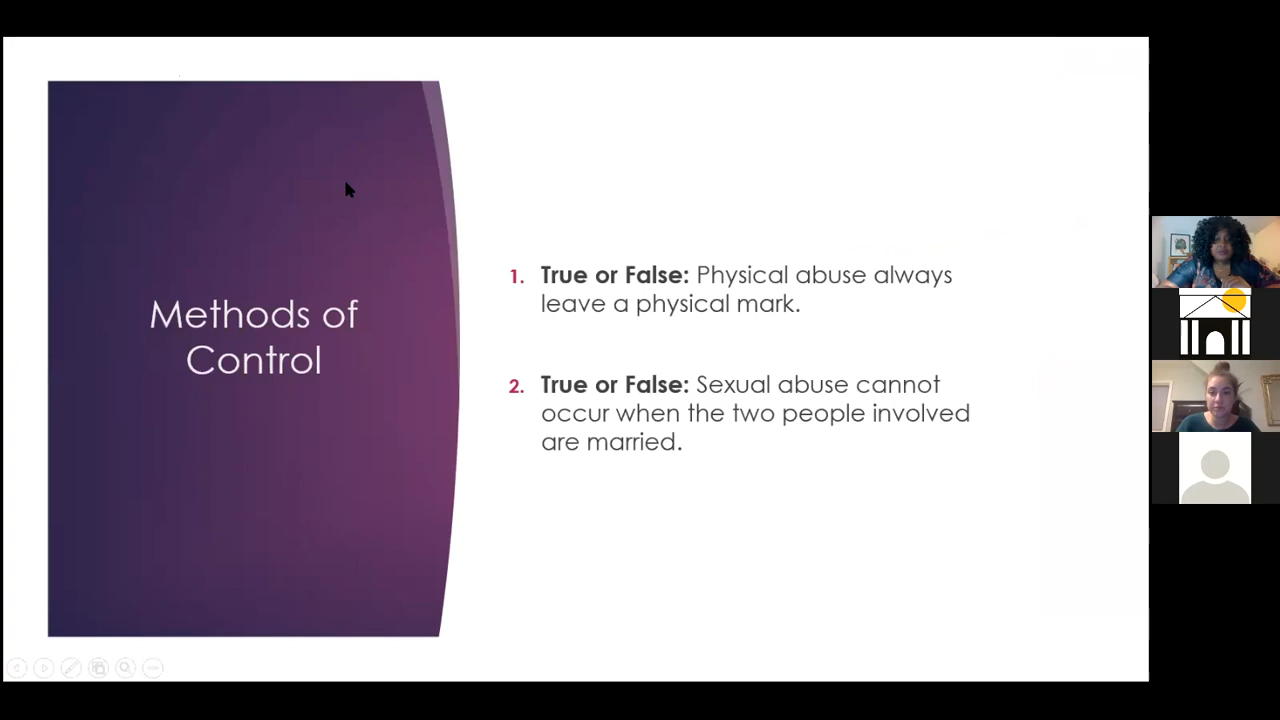 Methods of
Control
1. True or False: Physical abuse always
leave a physical mark.
2. True or False: Sexual abuse cannot
occur when the two people involved
are married.